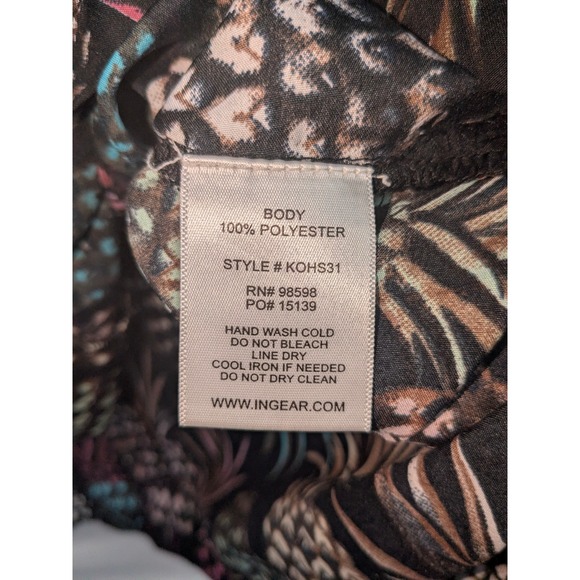 BODY
100% POLYESTER
STYLE # KOHS31
RN# 98598
PO# 15139
HAND WASH COLD
DO NOT BLEACH
LINE DRY
COOL IRON IF NEEDED
DO NOT DRY CLEAN
WWW.INGEAR.COM